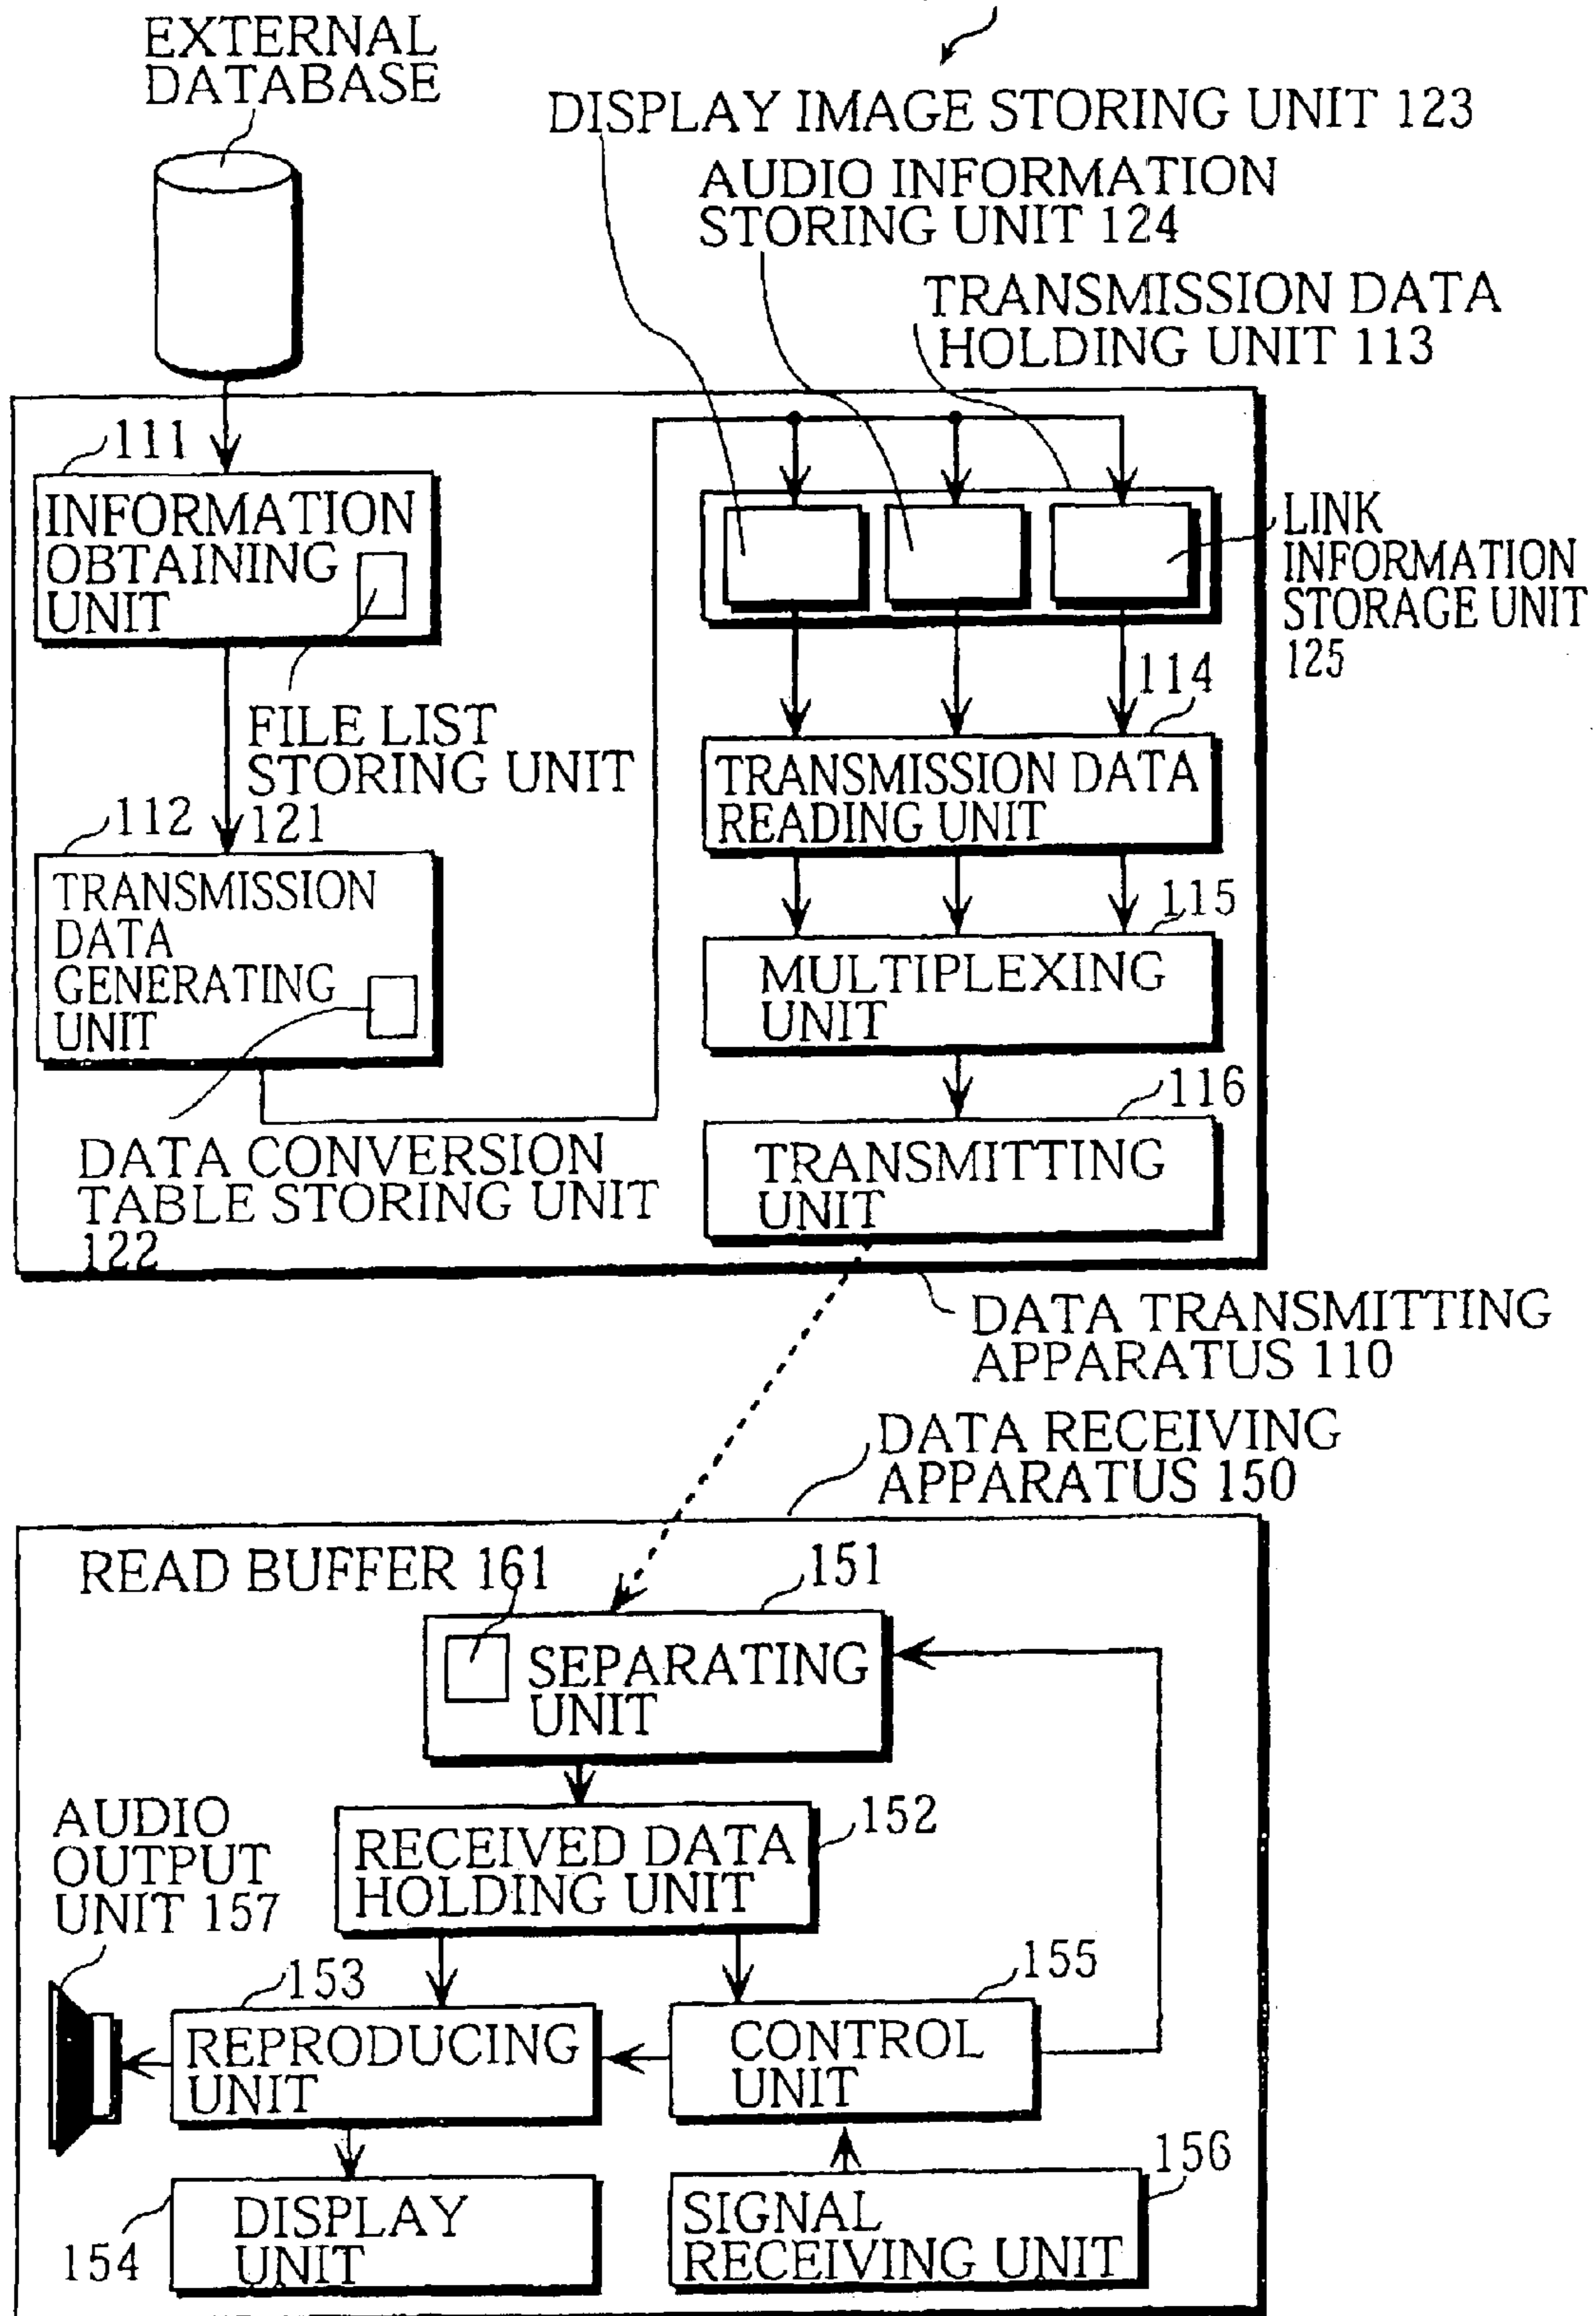 EXTERNAL
DATABASE
DISPLAY IMAGE STORING UNIT 123
AUDIO INFORMATION
STORING UNIT 124
TRANSMISSION DATA
HOLDING UNIT 113
111
INFORMATION
OBTAINING
UNIT
LINK
INFORMATION
STORAGE UNIT
125
FILE LIST
STORING UNIT
121
114
TRANSMISSION DATA
READING UNIT
112
TRANSMISSION
DATA
GENERATING
UNIT
115
MULTIPLEXING
UNIT
116
TRANSMITTING
UNIT
DATA CONVERSION
TABLE STORING UNIT
122
DATA TRANSMITTING
APPARATUS 110
DATA RECEIVING
APPARATUS 150
READ BUFFER 161
151
SEPARATING
UNIT
AUDIO
OUTPUT
UNIT 157
152
RECEIVED DATA
HOLDING UNIT
153
REPRODUCING
UNIT
155
CONTROL
UNIT
154
DISPLAY
UNIT
156
SIGNAL
RECEIVING UNIT